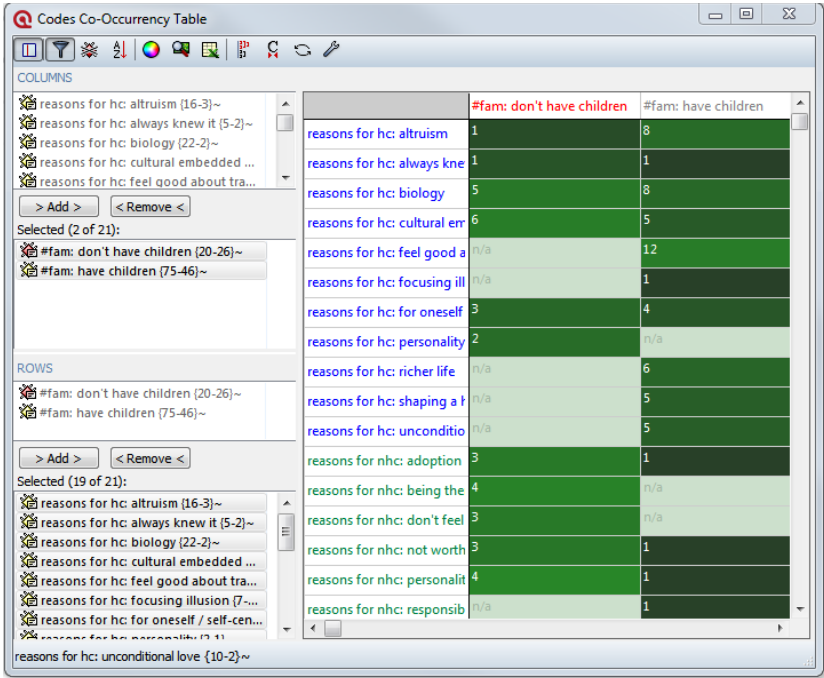 Codes Co-Occurrency Table
COLUMNS
reasons for hc: altruism {16-3}~
reasons for hc: always knew it {5-2}~
reasons for hc: biology {22-2}~
reasons for hc: cultural embedded ...
reasons for hc: feel good about tra...
> Add > < Remove <
Selected (2 of 21):
#fam: don't have children {20-26}~
#fam: have children {75-46}~
ROWS
#fam: don't have children {20-26}~
#fam: have children {75-46}~
> Add > < Remove <
Selected (19 of 21):
reasons for hc: altruism {16-3}~
reasons for hc: always knew it {5-2}~
reasons for hc: biology {22-2}~
reasons for hc: cultural embedded ...
reasons for hc: feel good about tra...
reasons for hc: focusing illusion {7-...
reasons for hc: for oneself / self-cen...
reasons for hc: personality {2-1}
#fam: don't have children #fam: have children
reasons for hc: altruism 1 8
reasons for hc: always kne 1 1
reasons for hc: biology 5 8
reasons for hc: cultural em 6 5
reasons for hc: feel good a n/a 12
reasons for hc: focusing ill n/a 1
reasons for hc: for oneself 3 4
reasons for hc: personality 2 n/a
reasons for hc: richer life n/a 6
reasons for hc: shaping a h n/a 5
reasons for hc: unconditio n/a 5
reasons for nhc: adoption 3 1
reasons for nhc: being the 4 n/a
reasons for nhc: don't feel 3 n/a
reasons for nhc: not worth 3 1
reasons for nhc: personalit 4 1
reasons for nhc: responsib n/a 1
reasons for hc: unconditional love {10-2}~